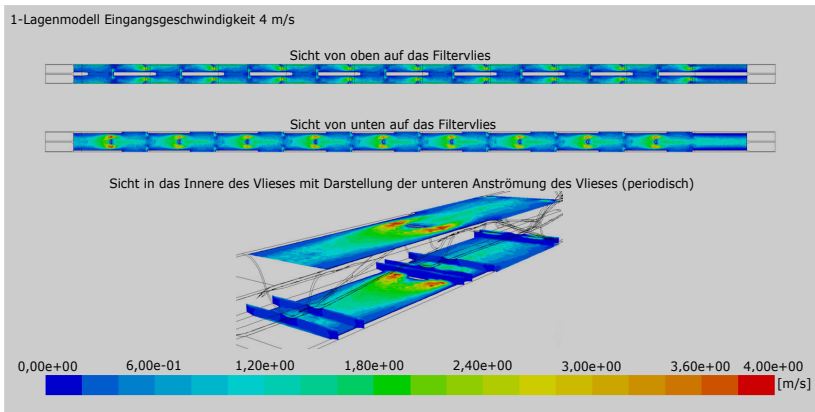 1-Lagenmodell Eingangsgeschwindigkeit 4 m/s
Sicht von oben auf das Filtervlies
Sicht von unten auf das Filtervlies
Sicht in das Innere des Vlieses mit Darstellung der unteren Anströmung des Vlieses (periodisch)
0,00e+00 6,00e-01 1,20e+00 1,80e+00 2,40e+00 3,00e+00 3.60e+00 4,00e+00
[m/s]